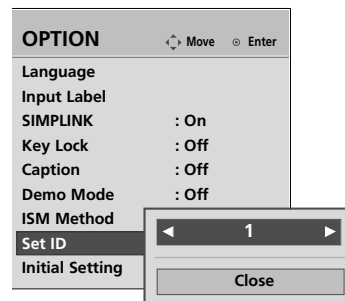 OPTION Move Enter
Language
Input Label
SIMPLINK : On
Key Lock : Off
Caption : Off
Demo Mode : Off
ISM Method
Set ID
1
Initial Setting
Close